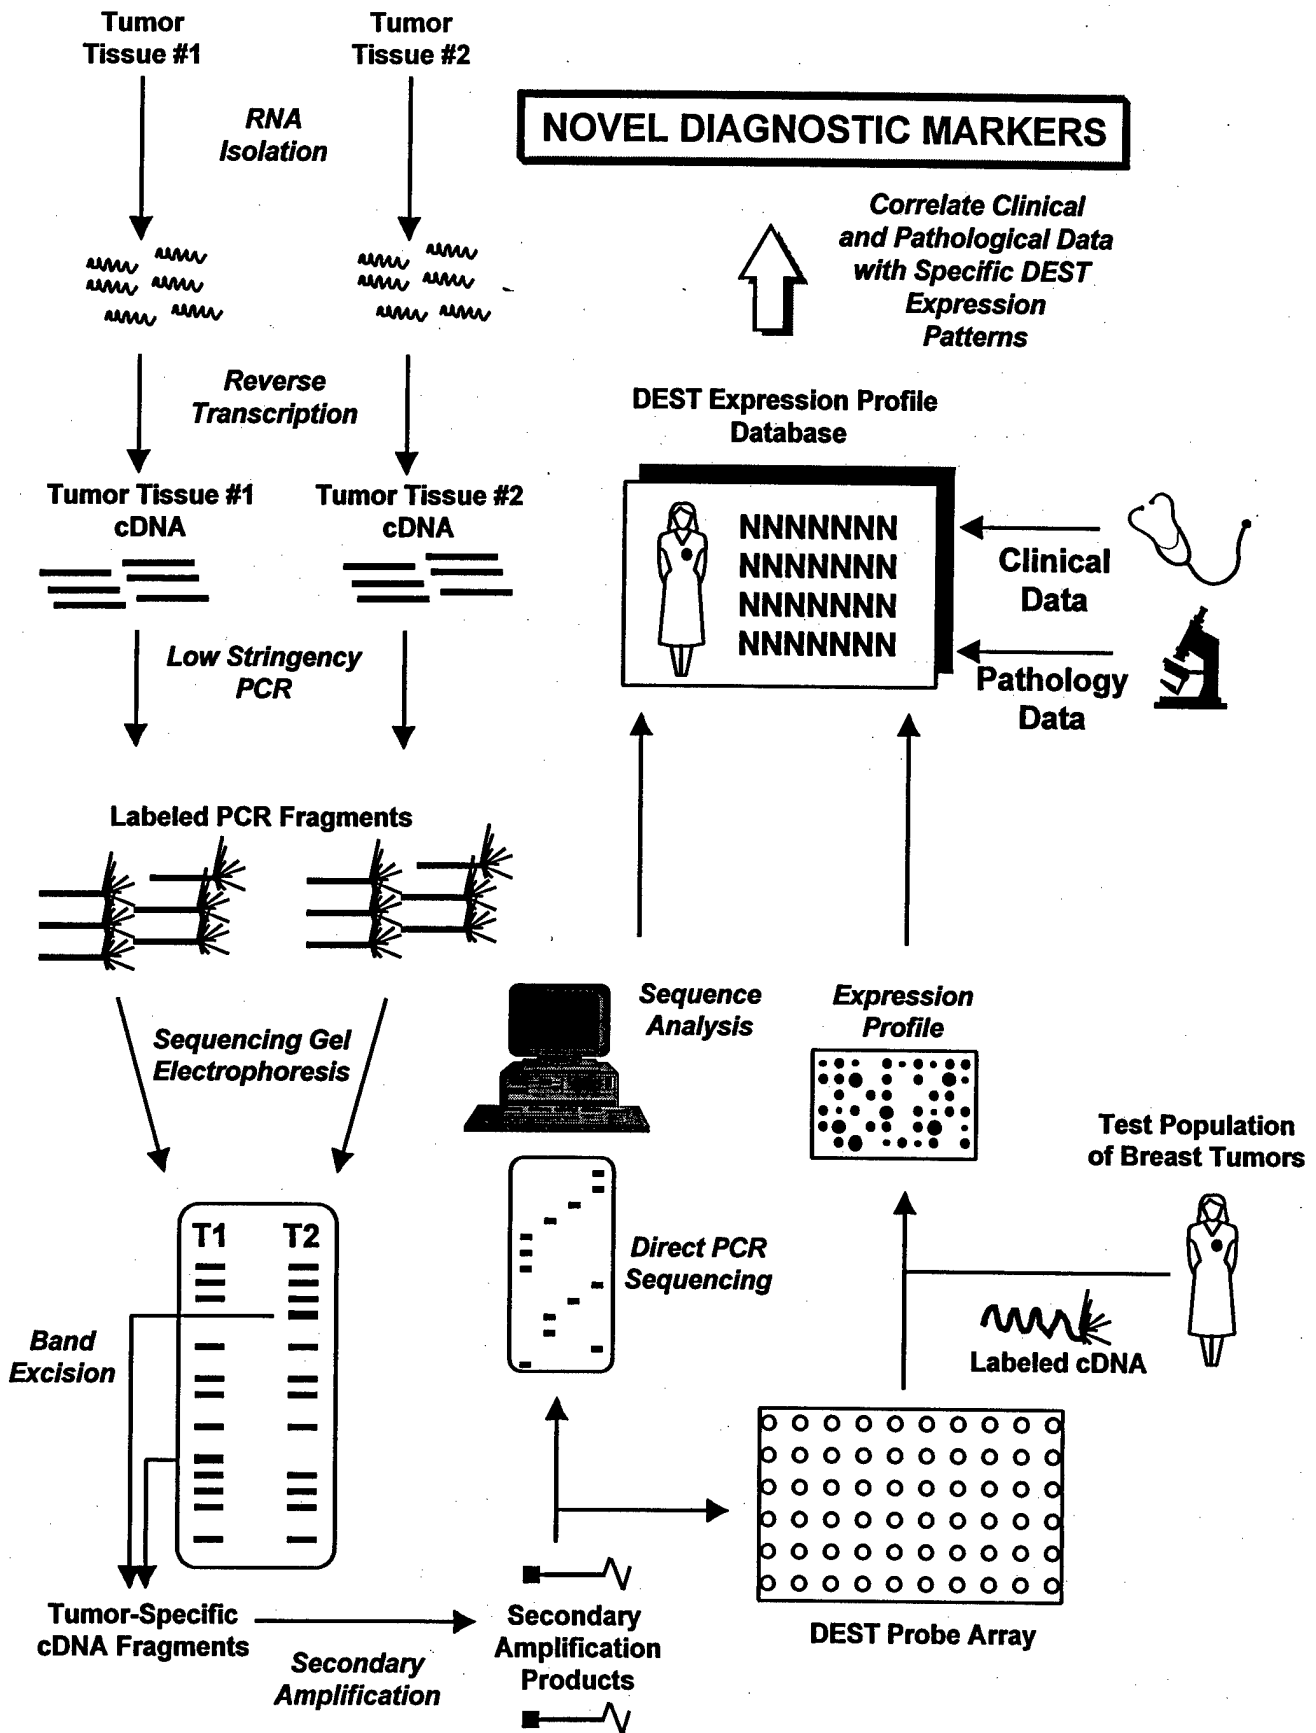 Tumor
Tissue #1
Tumor
Tissue #2
RNA
Isolation
NOVEL DIAGNOSTIC MARKERS
Correlate Clinical
and Pathological Data
with Specific DEST
Expression
Patterns
Reverse
Transcription
DEST Expression Profile
Database
Tumor Tissue #1
cDNA
Tumor Tissue #2
cDNA
NNNNNNN
NNNNNNN
NNNNNNN
NNNNNNN
Clinical
Data
Pathology
Data
Low Stringency
PCR
Labeled PCR Fragments
Sequencing Gel
Electrophoresis
Sequence
Analysis
Expression
Profile
Test Population
of Breast Tumors
T1 T2
Direct PCR
Sequencing
Band
Excision
Labeled cDNA
Tumor-Specific
cDNA Fragments
Secondary
Amplification
Secondary
Amplification
Products
DEST Probe Array